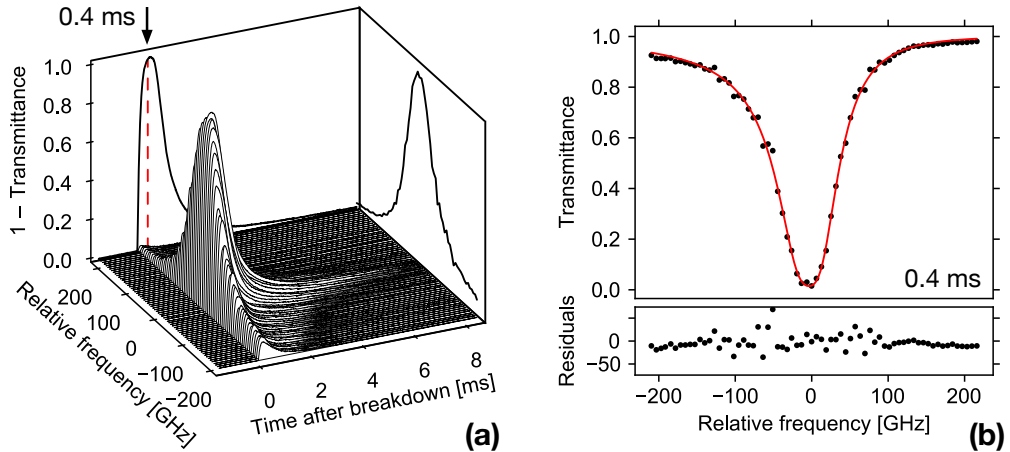 0.4 ms
1 – Transmittance
1.0
0.8
0.6
0.4
0.2
0.0
200
100
0
−100
−200
Relative frequency [GHz]
0
2
4
6
8
Time after breakdown [ms]
(a)
Transmittance
1.0
0.8
0.6
0.4
0.2
0.0
0.4 ms
Residuals
0
−50
−200
−100
0
100
200
Relative frequency [GHz]
(b)